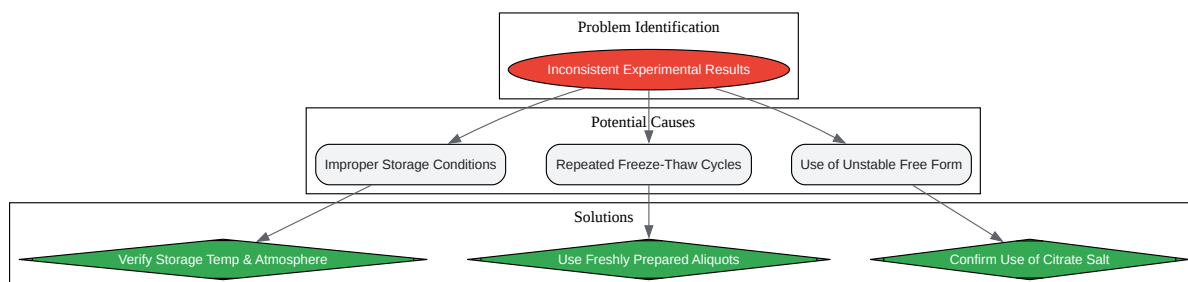 Problem Identification
Inconsistent Experimental Results
Potential Causes
Improper Storage Conditions
Repeated Freeze-Thaw Cycles
Use of Unstable Free Form
Solutions
Verify Storage Temp & Atmosphere
Use Freshly Prepared Aliquots
Confirm Use of Citrate Salt